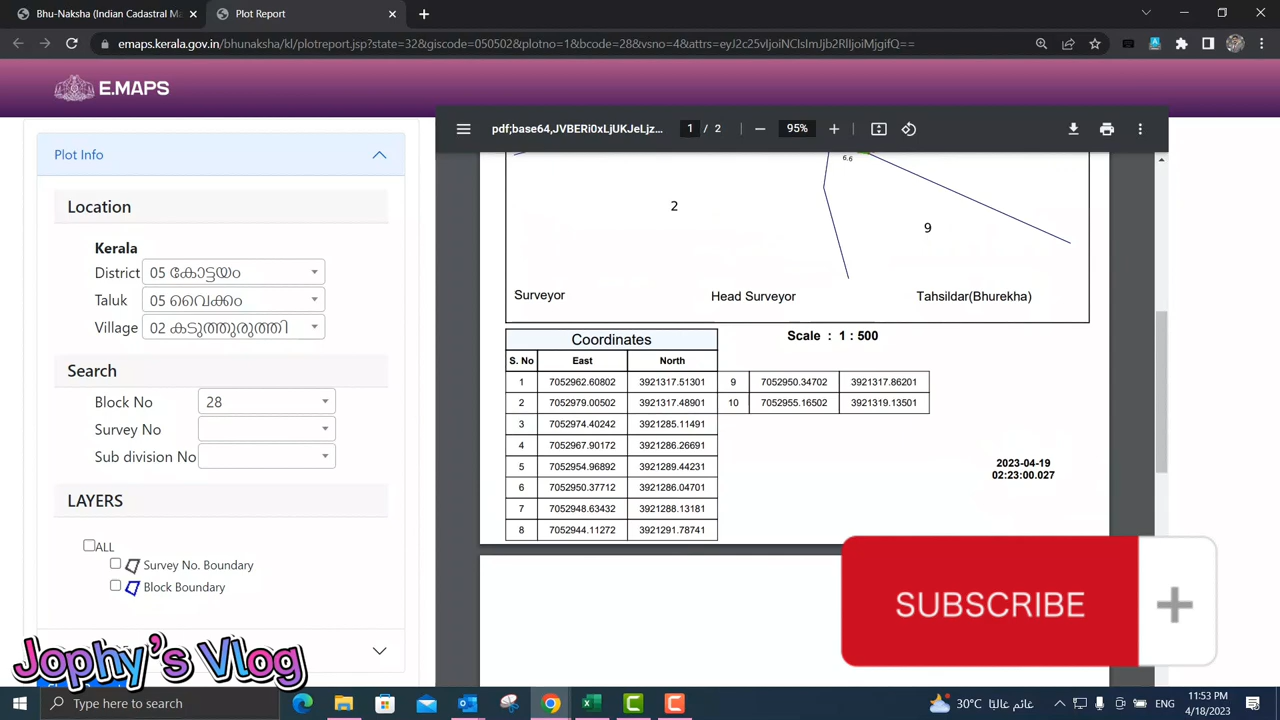 Bhu-Naksha (Indian Cadastral M
Plot Report
emaps.kerala.gov.in/bhunaksha/kl/plotreport.jsp?state=32&giscode=0505028&plotno=1&bcode=28&vsno=4&attrs=eyJ2c25vIjoiNCIsImJjb2RlIjoiMjgifQ==
E.MAPS
pdf;base64,JVBERi0xLjUKJeLjz...
1 / 2
95%
Plot Info
Location
Kerala
District 05 കോട്ടയം
Taluk 05 വൈക്കം
Village 02 കടുത്തുരുത്തി
Search
Block No 28
Survey No
Sub division No
LAYERS
ALL
Survey No. Boundary
Block Boundary
6.6
2
9
Surveyor Head Surveyor Tahsildar(Bhurekha)
Scale : 1 : 500
Coordinates
S. No East North
1 7052962.60802 3921317.51301 9 7052950.34702 3921317.86201
2 7052979.00502 3921317.48901 10 7052955.16502 3921319.13501
3 7052974.40242 3921285.11491
4 7052967.90172 3921286.26691
5 7052954.96892 3921289.44231
6 7052950.37712 3921286.04701
7 7052948.63432 3921288.13181
8 7052944.11272 3921291.78741
2023-04-19
02:23:00.027
SUBSCRIBE
Jophy's Vlog
Type here to search
30°C غائم غالبًا
ENG
11:53 PM
4/18/2023